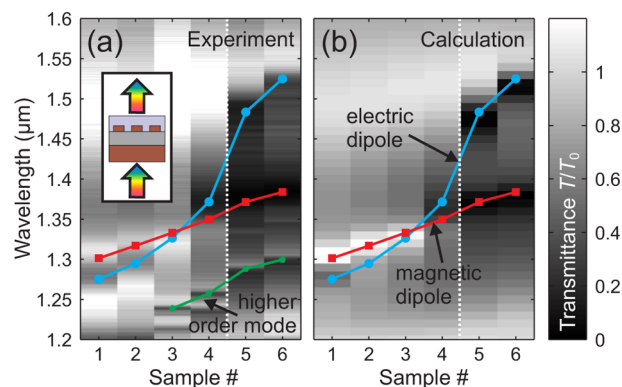 (a) Experiment
(b) Calculation
Wavelength (μm)
1.6
1.55
1.5
1.45
1.4
1.35
1.3
1.25
1.2
higher
order mode
1 2 3 4 5 6
Sample #
electric
dipole
magnetic
dipole
1 2 3 4 5 6
Sample #
1
0.8
0.6
0.4
0.2
0
Transmittance T/T0